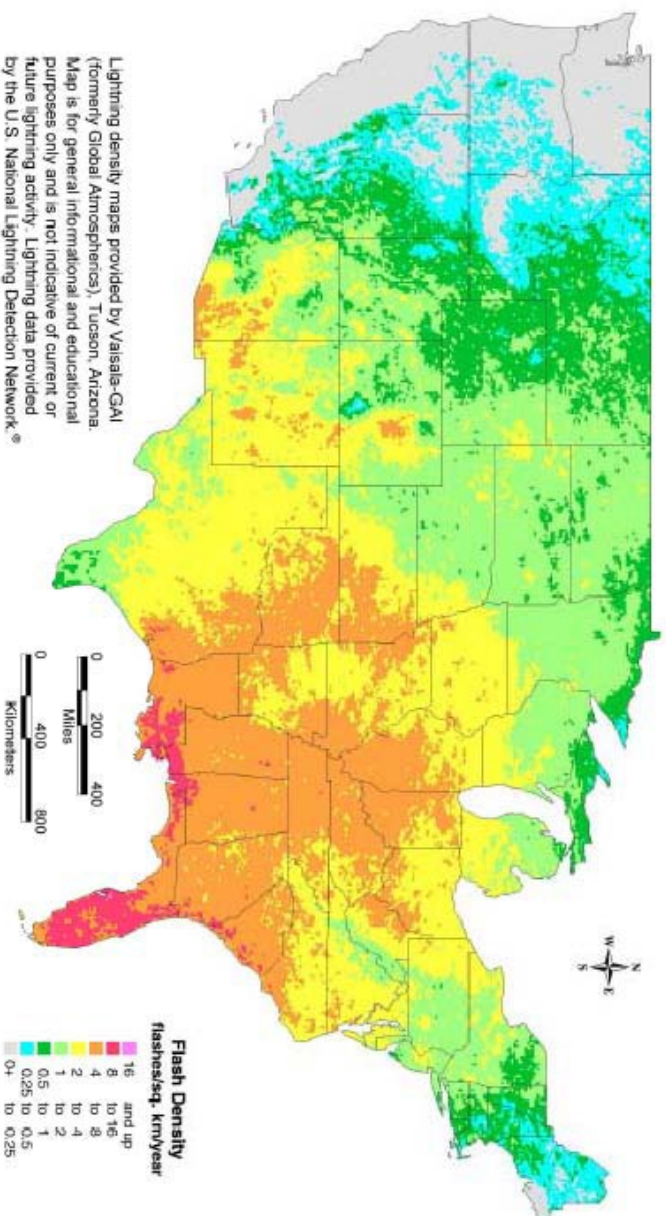 N
W E
S
Lightning density maps provided by Vaisala-GAI
(formerly Global Atmospherics), Tucson, Arizona.
Map is for general informational and educational
purposes only and is not indicative of current or
future lightning activity. Lightning data provided
by the U.S. National Lightning Detection Network.®
0 200 400
Miles
0 400 800
Kilometers
Flash Density
flashes/sq. km/year
16 and up
8 to 16
4 to 8
2 to 4
1 to 2
0.5 to 1
0.25 to 0.5
0+ to 0.25